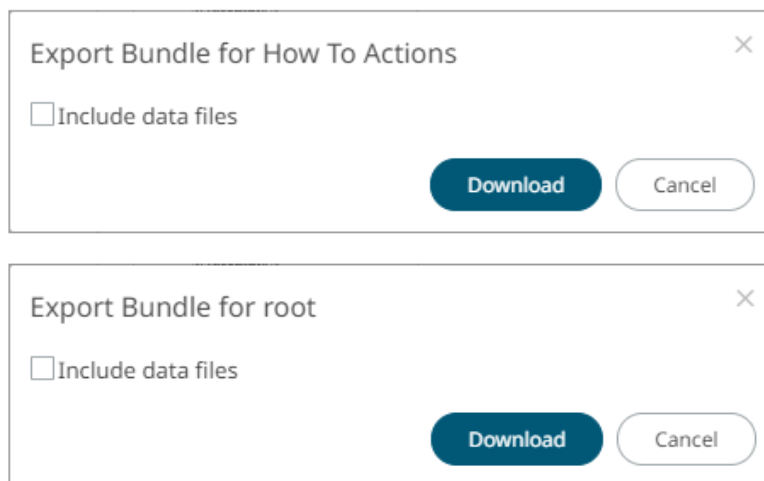 Export Bundle for How To Actions
Include data files
Download Cancel
Export Bundle for root
Include data files
Download Cancel